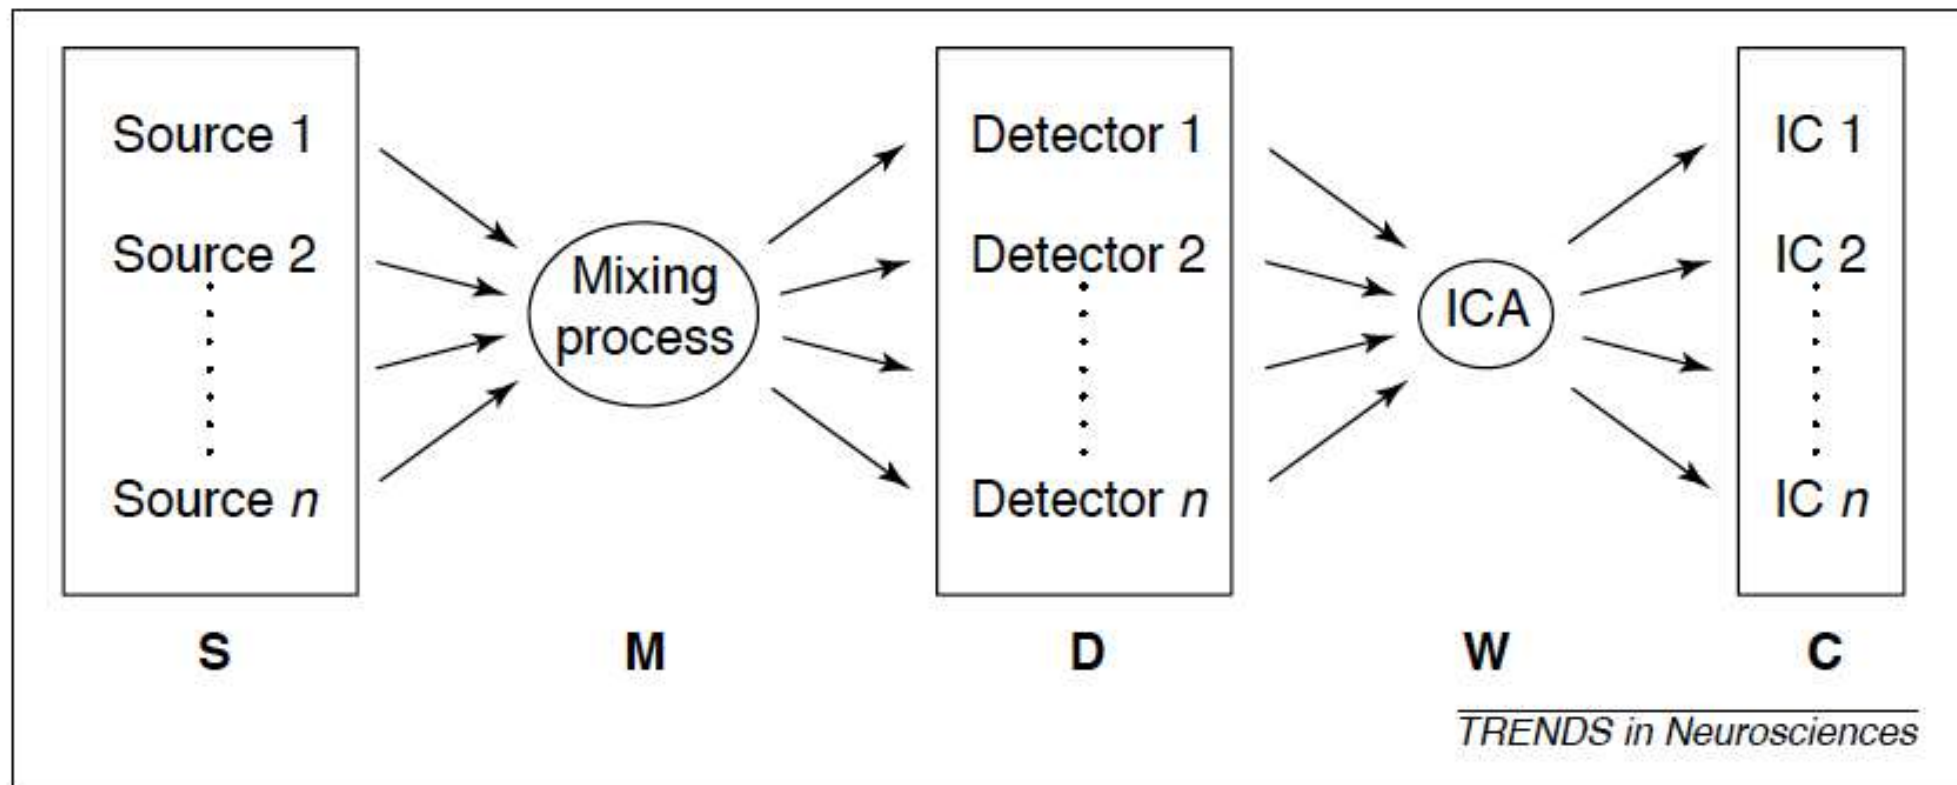 Source 1
Source 2
Source n
Mixing
process
Detector 1
Detector 2
Detector n
ICA
IC 1
IC 2
IC n
S
M
D
W
C
TRENDS in Neurosciences